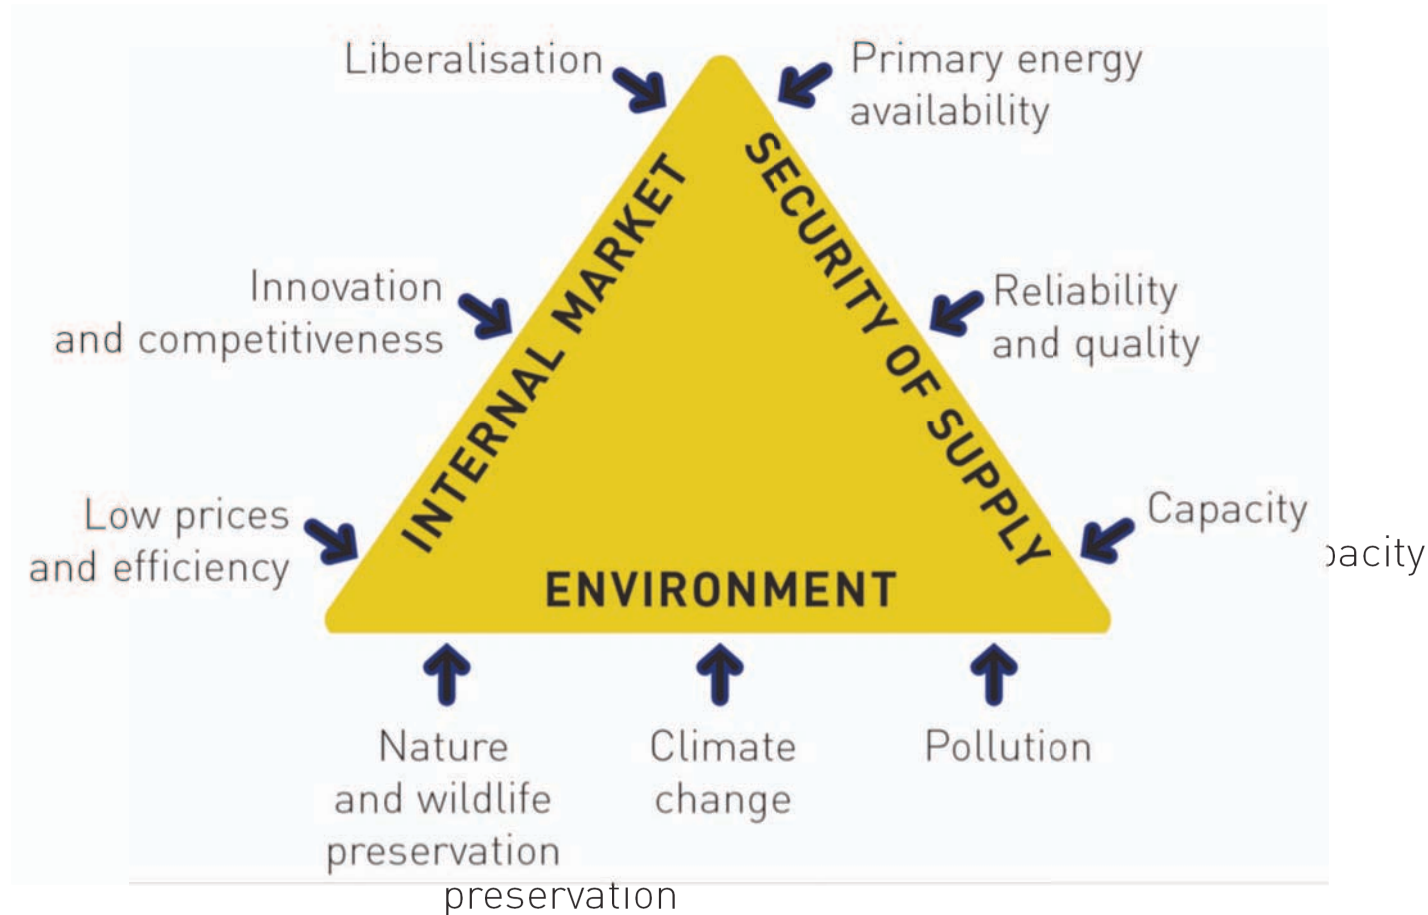 Liberalisation
Primary energy
availability
INTERNAL MARKET
SECURITY OF SUPPLY
Innovation
and competitiveness
Reliability
and quality
Low prices
and efficiency
Capacity
pacity
ENVIRONMENT
Nature
and wildlife
preservation
Climate
change
Pollution
preservation